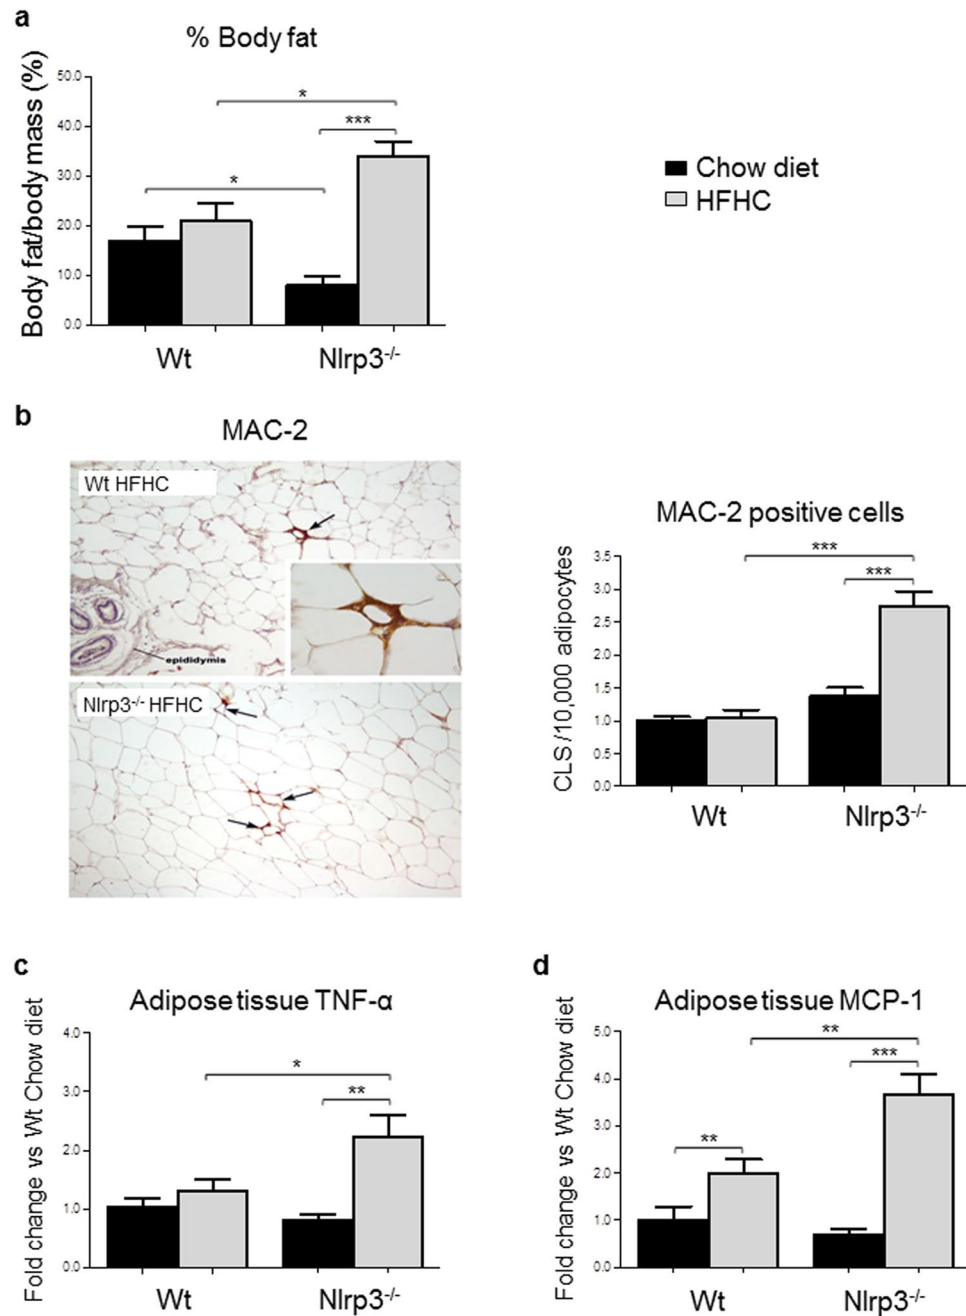 a
% Body fat
Body fat/body mass (%)
50.0
40.0
30.0
20.0
10.0
0.0
*
***
*
Wt
Nlrp3-/-
Chow diet
HFHC
b
MAC-2
Wt HFHC
epididymis
Nlrp3-/- HFHC
MAC-2 positive cells
CLS /10,000 adipocytes
3.5
3.0
2.5
2.0
1.5
1.0
0.5
0.0
***
***
Wt
Nlrp3-/-
c
Adipose tissue TNF-α
Fold change vs Wt Chow diet
4.0
3.0
2.0
1.0
0.0
*
**
Wt
Nlrp3-/-
d
Adipose tissue MCP-1
Fold change vs Wt Chow diet
5.0
4.0
3.0
2.0
1.0
0.0
**
***
**
Wt
Nlrp3-/-